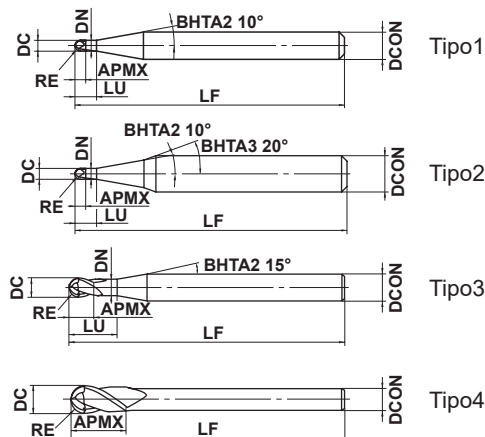 DC
DN
BHTA2 10°
DCON
Tipo1
RE
APMX
LU
LF
DC
DN
BHTA2 10°
BHTA3 20°
DCON
Tipo2
RE
APMX
LU
LF
DC
DN
BHTA2 15°
DCON
Tipo3
RE
APMX
LU
LF
DC
DCON
Tipo4
RE
APMX
LF